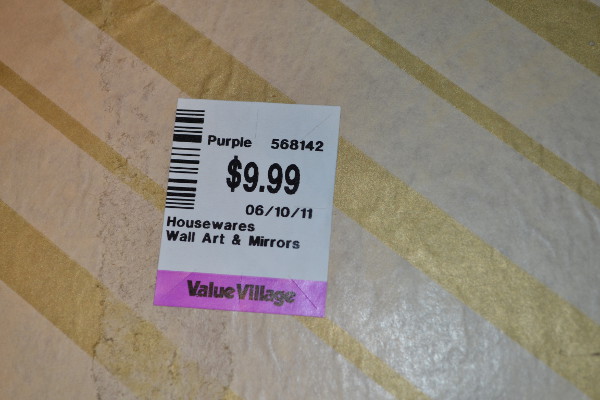 Purple 568142
$9.99
06/10/11
Housewares
Wall Art & Mirrors
Value Village